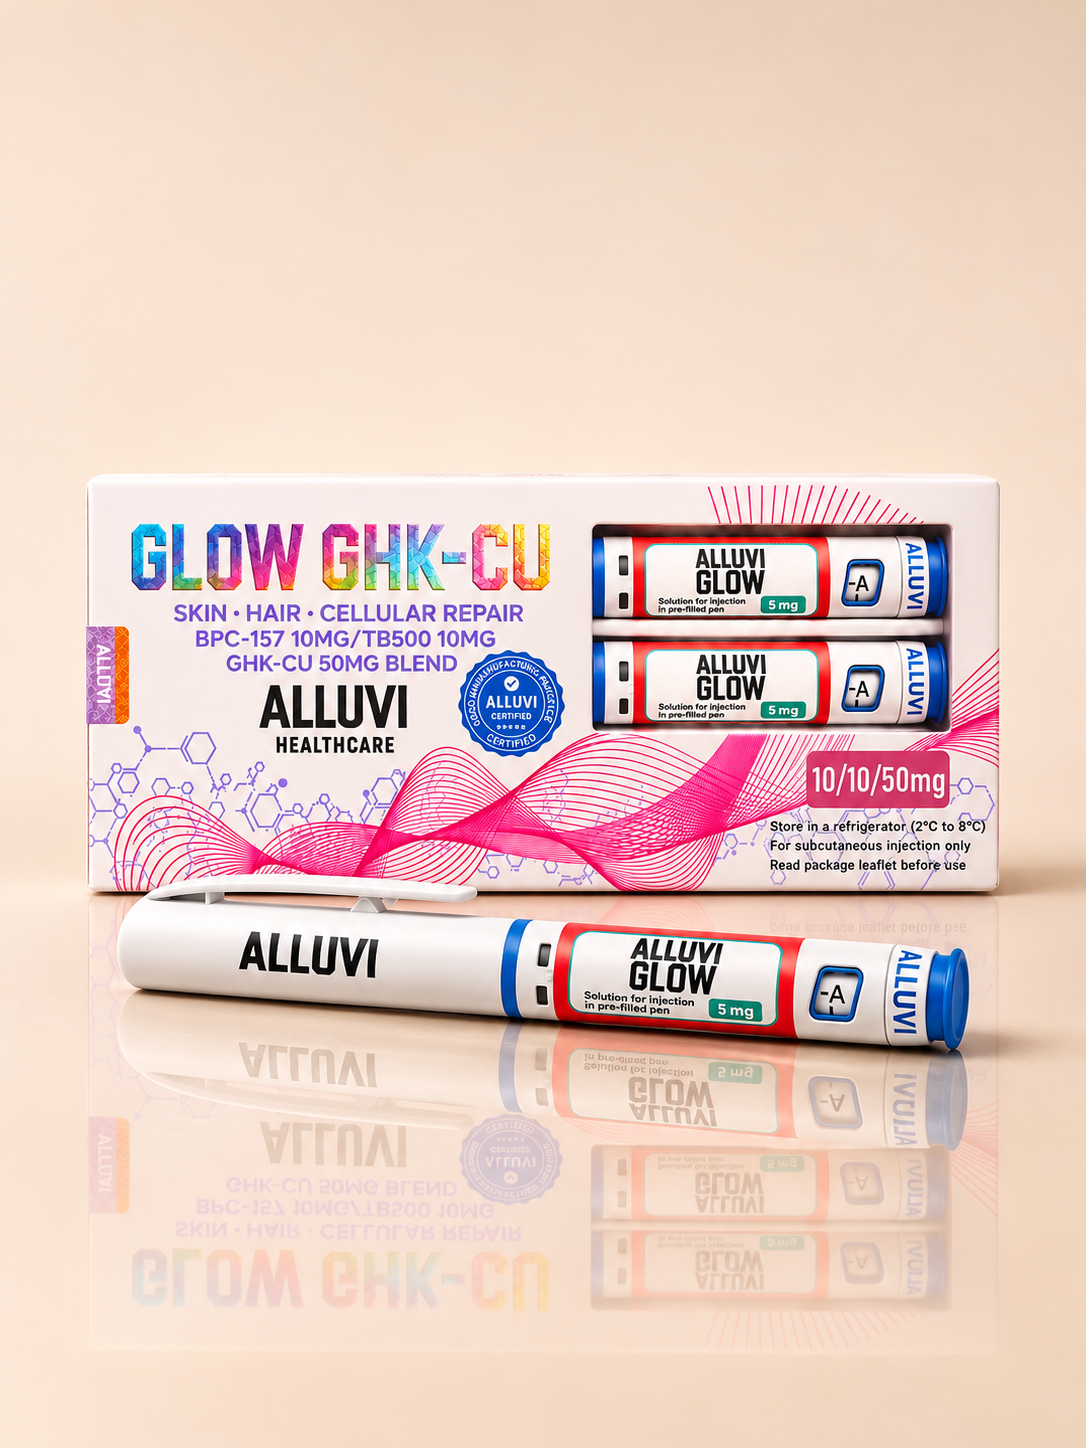 GLOW GHK-CU
SKIN • HAIR • CELLULAR REPAIR
BPC-157 10MG/TB500 10MG
GHK-CU 50MG BLEND
ALLUVI
HEALTHCARE
ALLUVI
GOOD MANUFACTURING PRACTICE
ALLUVI
CERTIFIED
CERTIFIED
ALLUVI
GLOW
Solution for injection
in pre-filled pen
5 mg
-A
ALLUVI
ALLUVI
GLOW
Solution for injection
in pre-filled pen
5 mg
-A
ALLUVI
10/10/50mg
Store in a refrigerator (2°C to 8°C)
For subcutaneous injection only
Read package leaflet before use
ALLUVI
ALLUVI
GLOW
Solution for injection
in pre-filled pen
5 mg
-A
ALLUVI